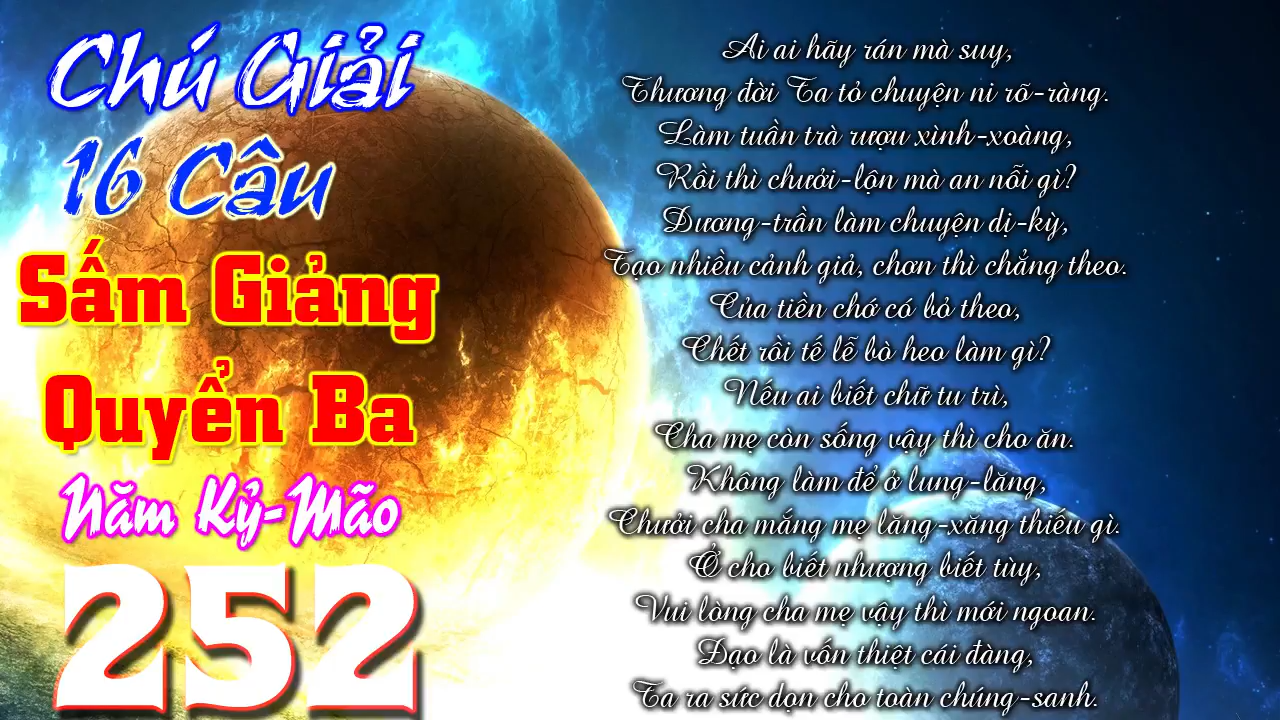 Chú Giải
16 Câu
Sấm Giảng
Quyển Ba
Năm Kỷ-Mão
252
Ai ai hãy rán mà suy,
Thương đời Ta tỏ chuyện ni rõ-ràng.
Làm tuần trà rượu xình-xoàng,
Rồi thì chưởi-lộn mà an nỗi gì?
Dương-trần làm chuyện dị-kỳ,
Tạo nhiều cảnh giả, chơn thì chẳng theo.
Của tiền chớ có bỏ theo,
Chết rồi tế lễ bò heo làm gì?
Nếu ai biết chữ tu trì,
Cha mẹ còn sống vậy thì cho ăn.
Không làm để ở lung-lăng,
Chưởi cha mắng mẹ lăng-xăng thiếu gì.
Ở cho biết nhượng biết tùy,
Vui lòng cha mẹ vậy thì mới ngoan.
Đạo là vốn thiệt cái đàng,
Ta ra sức dọn cho toàn chúng-sanh.